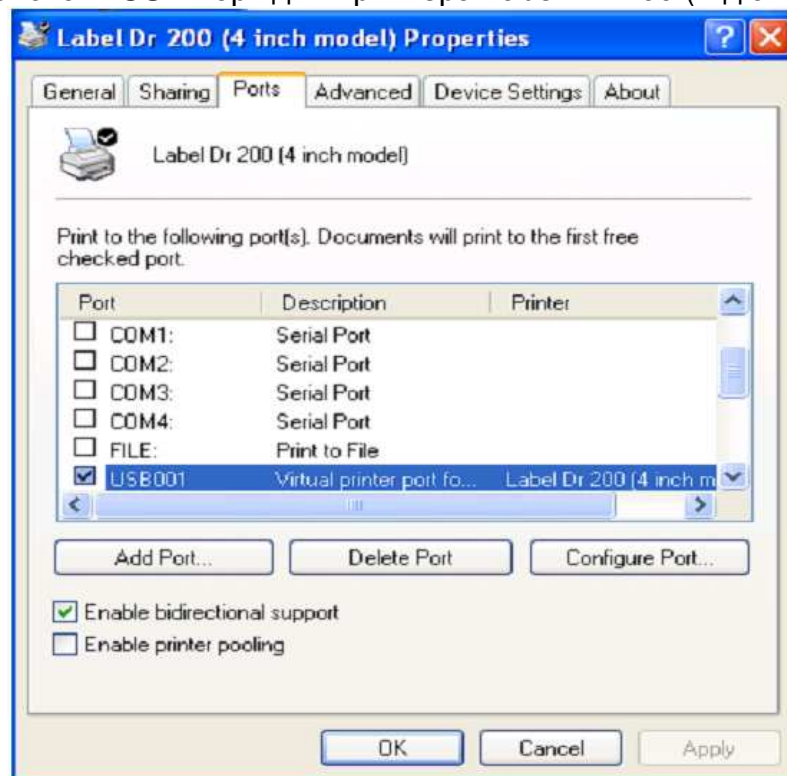 Label Dr 200 (4 inch model) Properties
General Sharing Ports Advanced Device Settings About
Label Dr 200 (4 inch model)
Print to the following port(s). Documents will print to the first free
checked port.
Port Description Printer
COM1: Serial Port
COM2: Serial Port
COM3: Serial Port
COM4: Serial Port
FILE: Print to File
USB001 Virtual printer port fo... Label Dr 200 (4 inch m
Add Port... Delete Port Configure Port...
Enable bidirectional support
Enable printer pooling
OK Cancel Apply